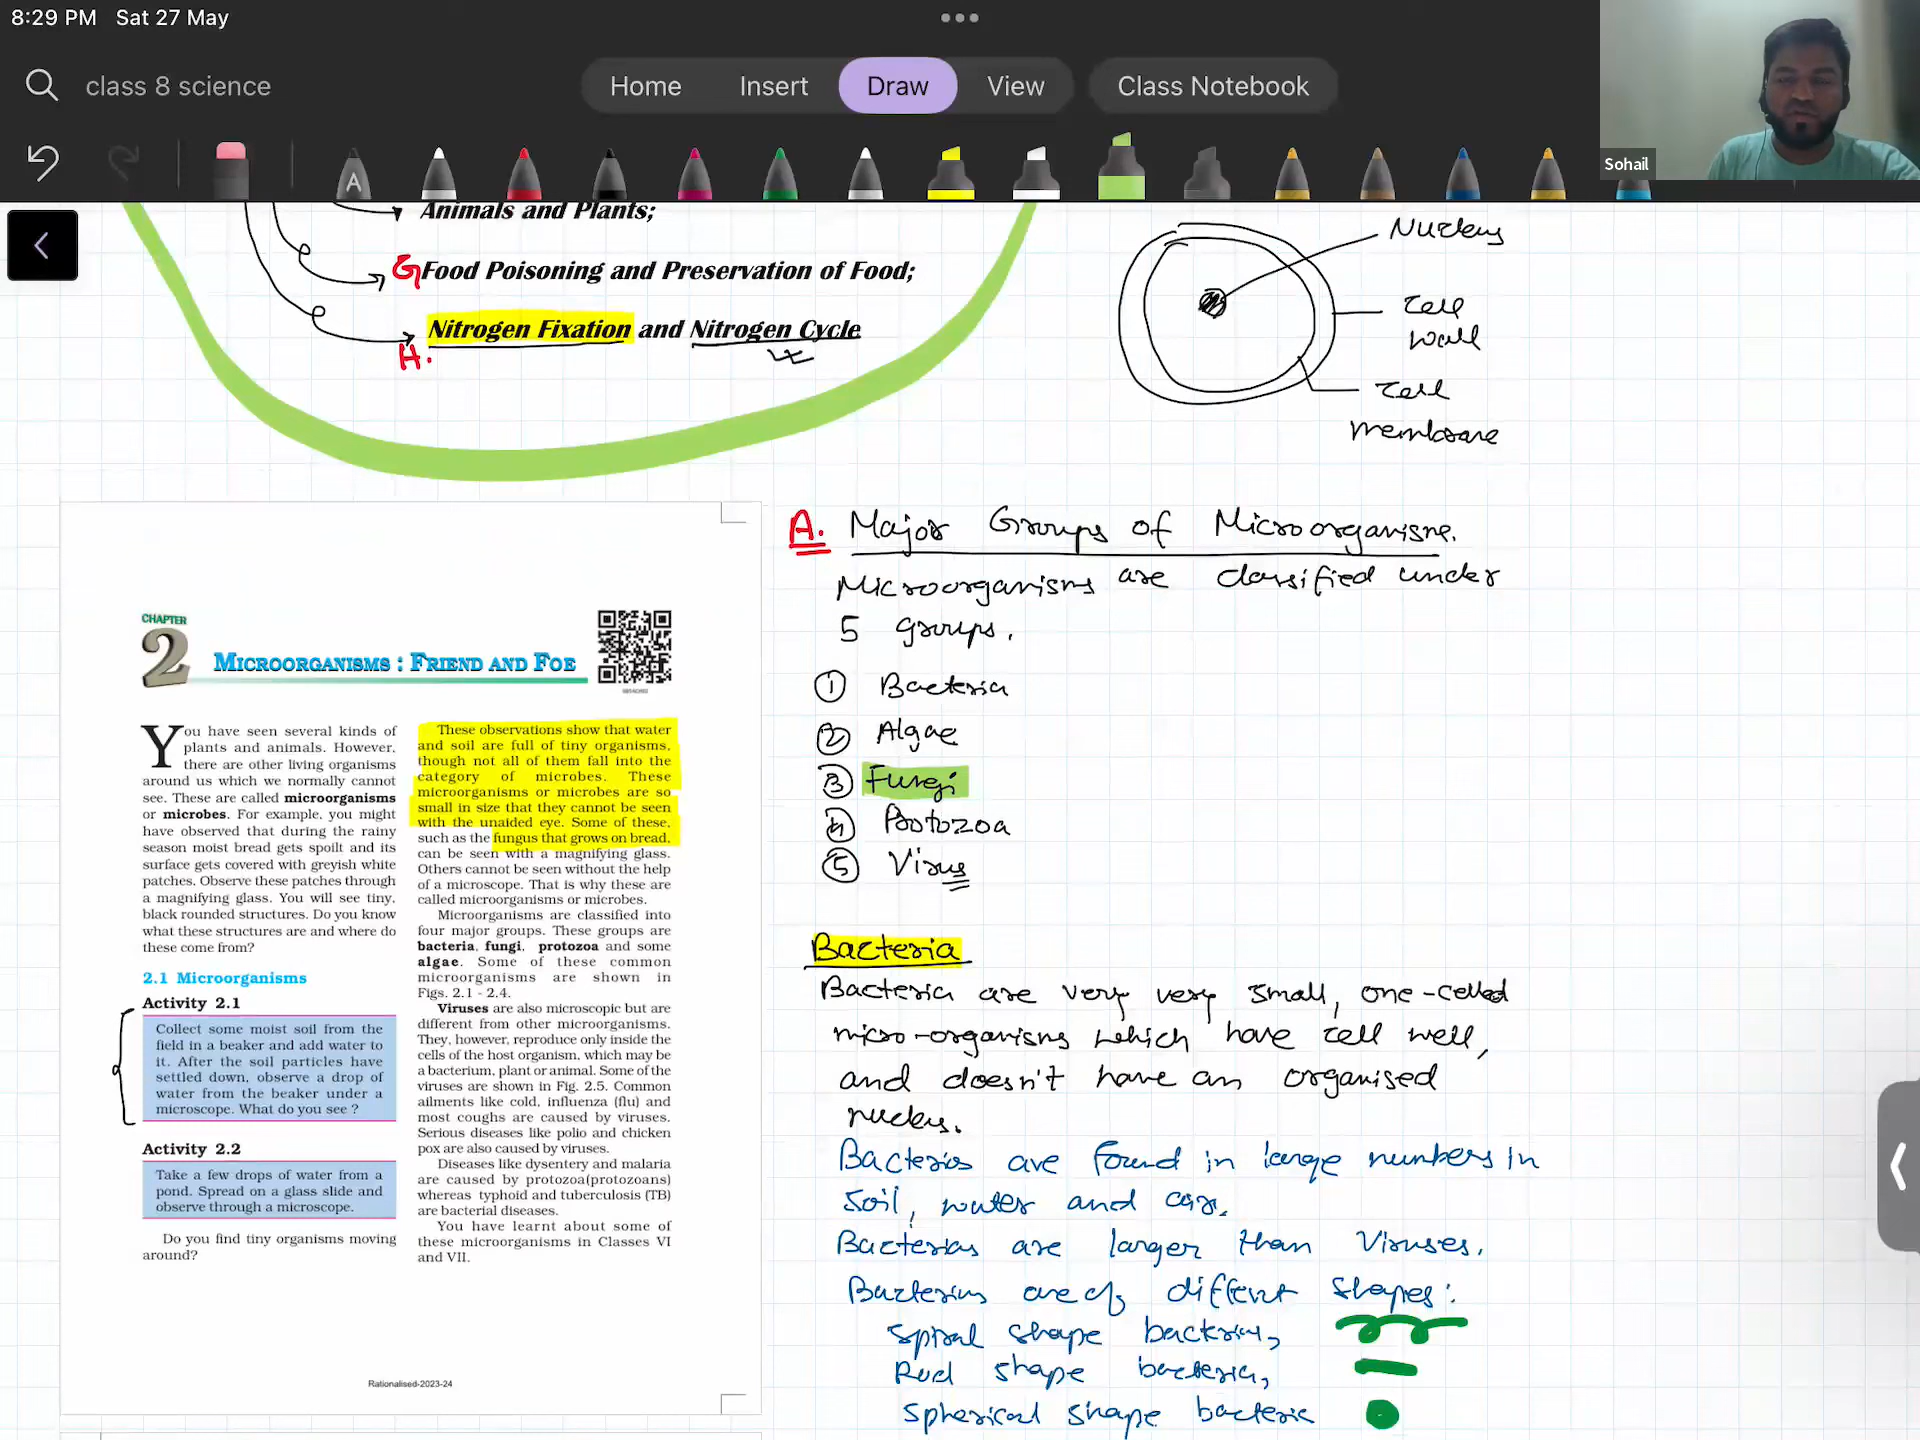 8:29 PM Sat 27 May
class 8 science
Home Insert Draw View Class Notebook
A
Sohail
Animals and Plants;
G Food Poisoning and Preservation of Food;
H. Nitrogen Fixation and Nitrogen Cycle
Nucleus
Cell
wall
Cell
membrane
A. Major Groups of Microorganisms.
Microorganisms are classified under
5 groups.
1 Bacteria
2 Algae
3 Fungi
4 Protozoa
5 Virus
Bacteria
Bacteria are very very small, one-celled
micro-organisms which have cell well,
and doesn't have an organised
nucleus.
Bacterias are found in large numbers in
soil, water and air.
Bacterias are larger than Viruses.
Bacterias are of different shapes:
Spiral shape bacterias,
Rod shape bacteria,
Spherical shape bacteria
CHAPTER
2
MICROORGANISMS : FRIEND AND FOE
You have seen several kinds of
plants and animals. However,
there are other living organisms
around us which we normally cannot
see. These are called microorganisms
or microbes. For example, you might
have observed that during the rainy
season moist bread gets spoilt and its
surface gets covered with greyish white
patches. Observe these patches through
a magnifying glass. You will see tiny,
black rounded structures. Do you know
what these structures are and where do
these come from?
2.1 Microorganisms
Activity 2.1
Collect some moist soil from the
field in a beaker and add water to
it. After the soil particles have
settled down, observe a drop of
water from the beaker under a
microscope. What do you see ?
Activity 2.2
Take a few drops of water from a
pond. Spread on a glass slide and
observe through a microscope.
Do you find tiny organisms moving
around?
These observations show that water
and soil are full of tiny organisms,
though not all of them fall into the
category of microbes. These
microorganisms or microbes are so
small in size that they cannot be seen
with the unaided eye. Some of these,
such as the fungus that grows on bread,
can be seen with a magnifying glass.
Others cannot be seen without the help
of a microscope. That is why these are
called microorganisms or microbes.
Microorganisms are classified into
four major groups. These groups are
bacteria, fungi, protozoa and some
algae. Some of these common
microorganisms are shown in
Figs. 2.1 - 2.4.
Viruses are also microscopic but are
different from other microorganisms.
They, however, reproduce only inside the
cells of the host organism, which may be
a bacterium, plant or animal. Some of the
viruses are shown in Fig. 2.5. Common
ailments like cold, influenza (flu) and
most coughs are caused by viruses.
Serious diseases like polio and chicken
pox are also caused by viruses.
Diseases like dysentery and malaria
are caused by protozoa(protozoans)
whereas typhoid and tuberculosis (TB)
are bacterial diseases.
You have learnt about some of
these microorganisms in Classes VI
and VII.
Rationalised-2023-24